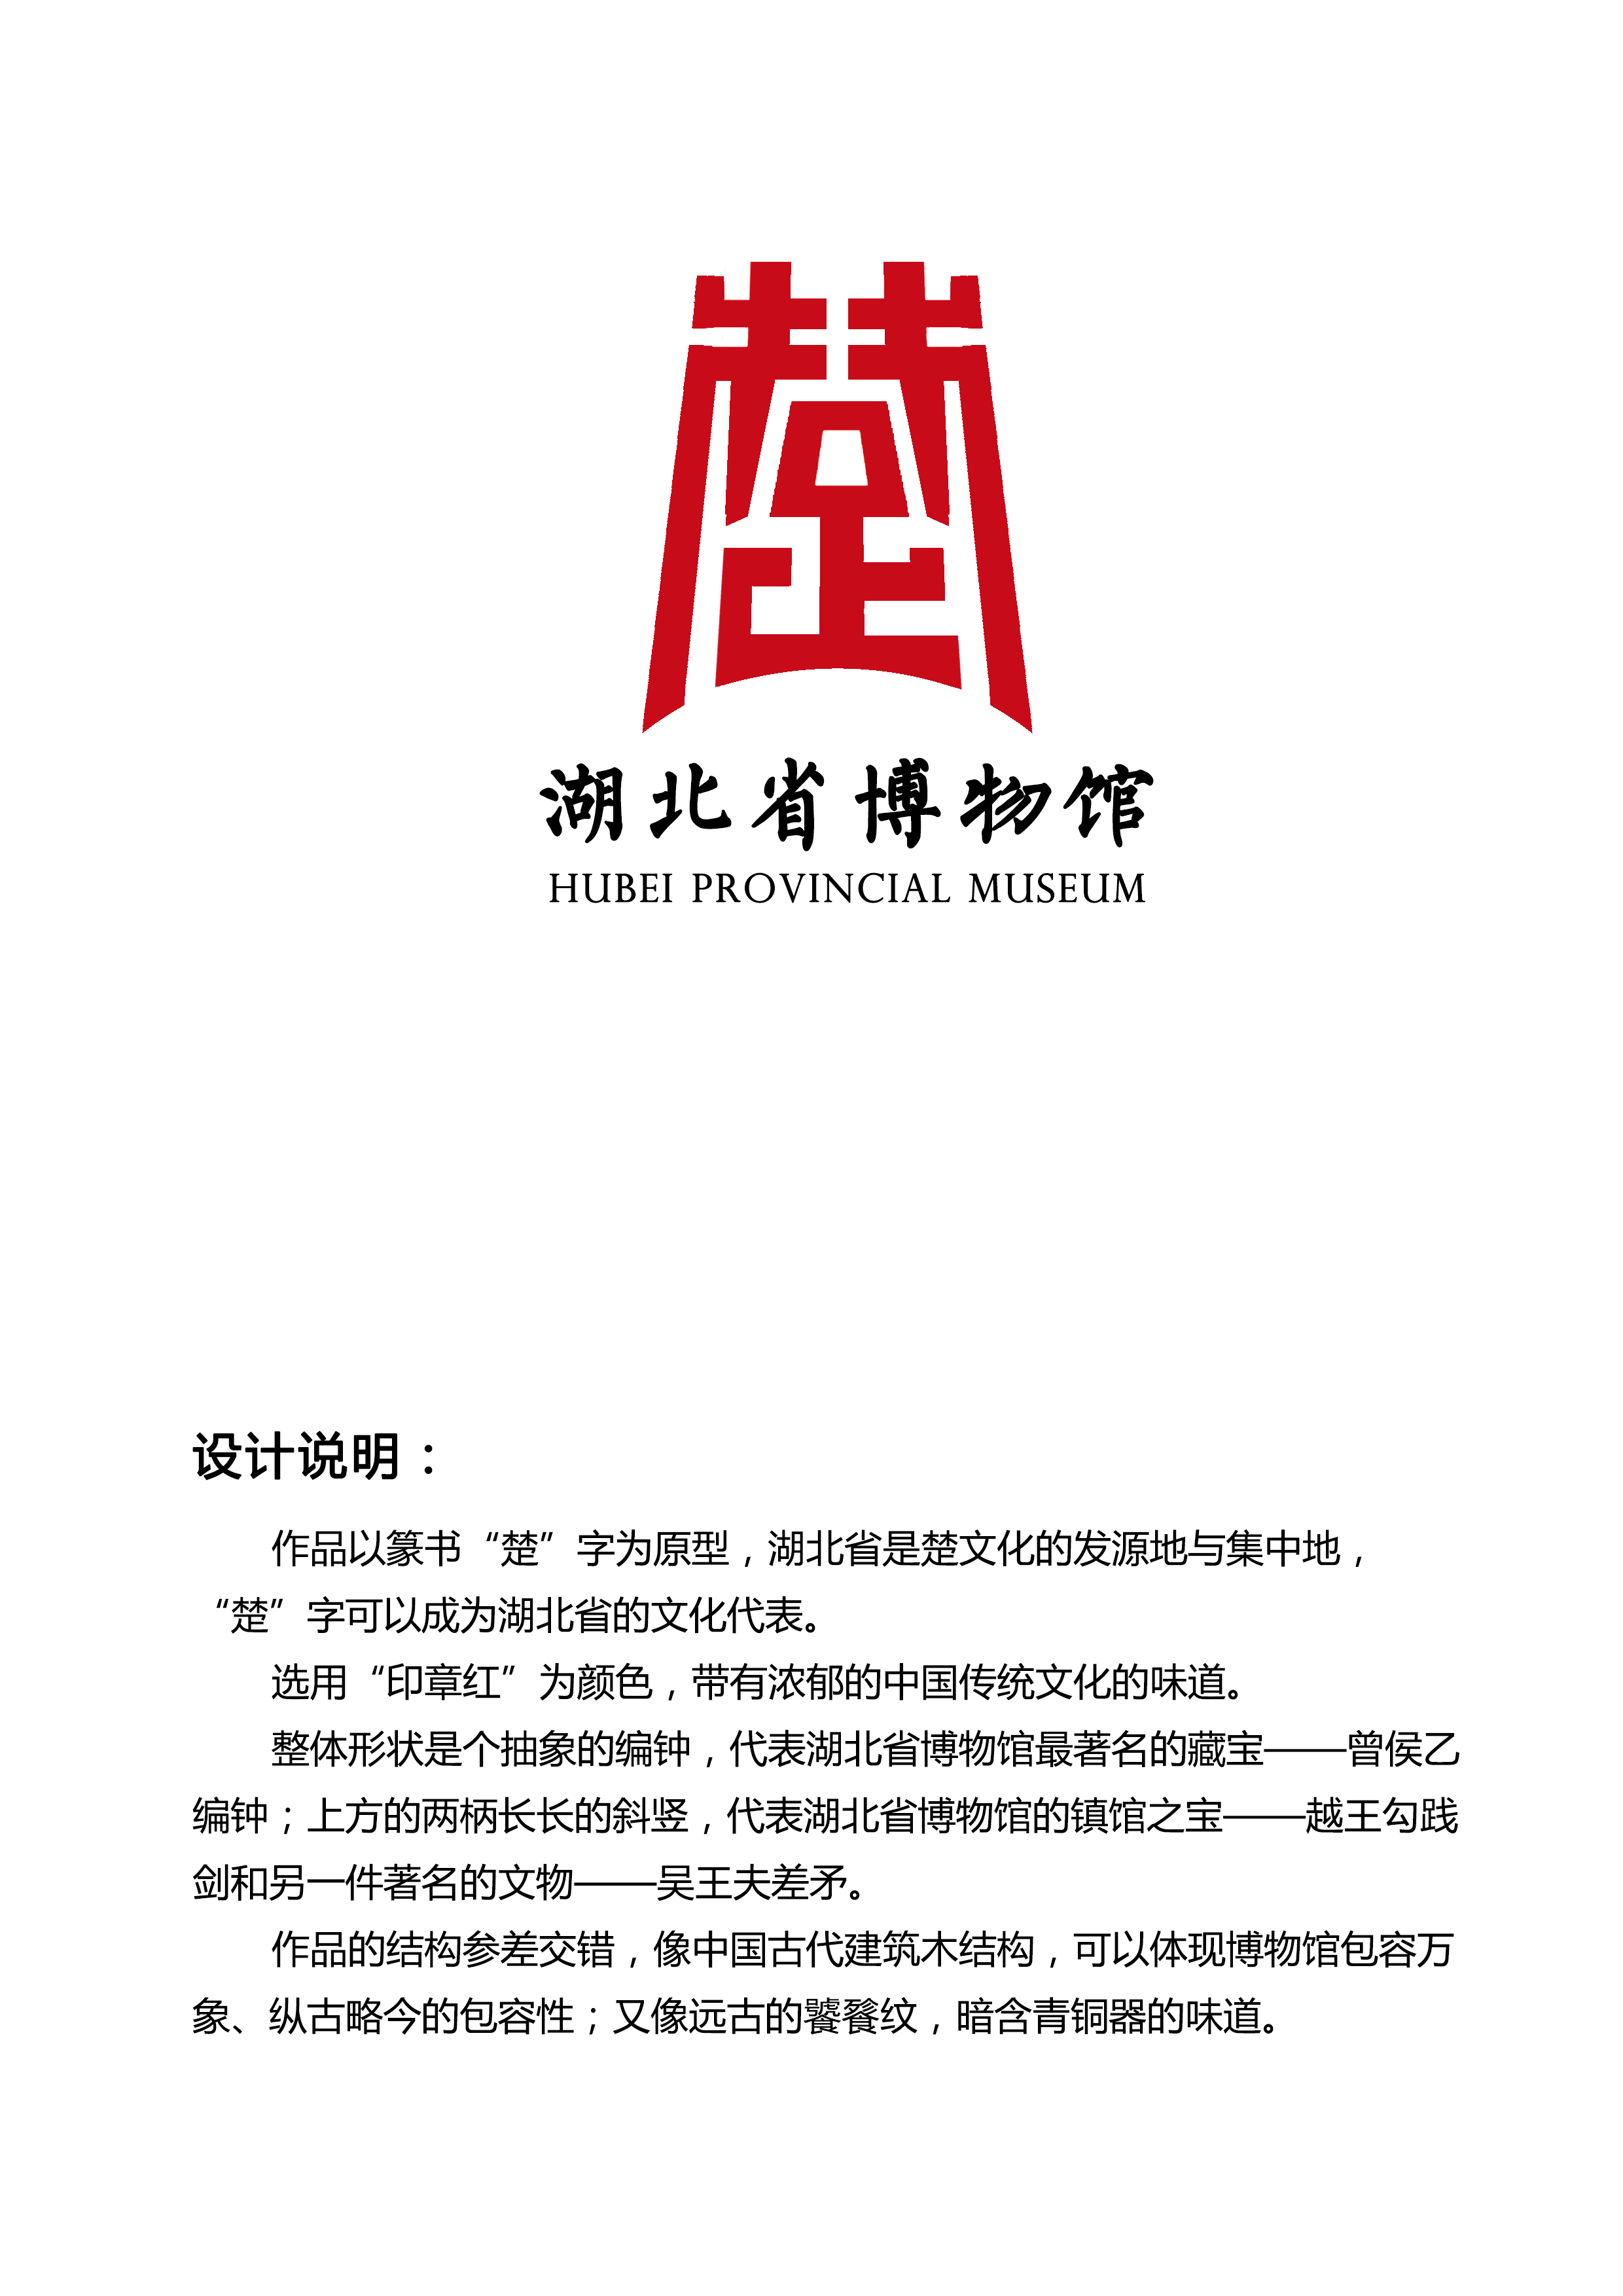 楚
湖北省博物馆
HUBEI PROVINCIAL MUSEUM
设计说明：
作品以篆书“楚”字为原型，湖北省是楚文化的发源地与集中地，
“楚”字可以成为湖北省的文化代表。
选用“印章红”为颜色，带有浓郁的中国传统文化的味道。
整体形状是个抽象的编钟，代表湖北省博物馆最著名的藏宝——曾侯乙
编钟；上方的两柄长长的斜竖，代表湖北省博物馆的镇馆之宝——越王勾践
剑和另一件著名的文物——吴王夫差矛。
作品的结构参差交错，像中国古代建筑木结构，可以体现博物馆包容万
象、纵古略今的包容性；又像远古的饕餮纹，暗含青铜器的味道。